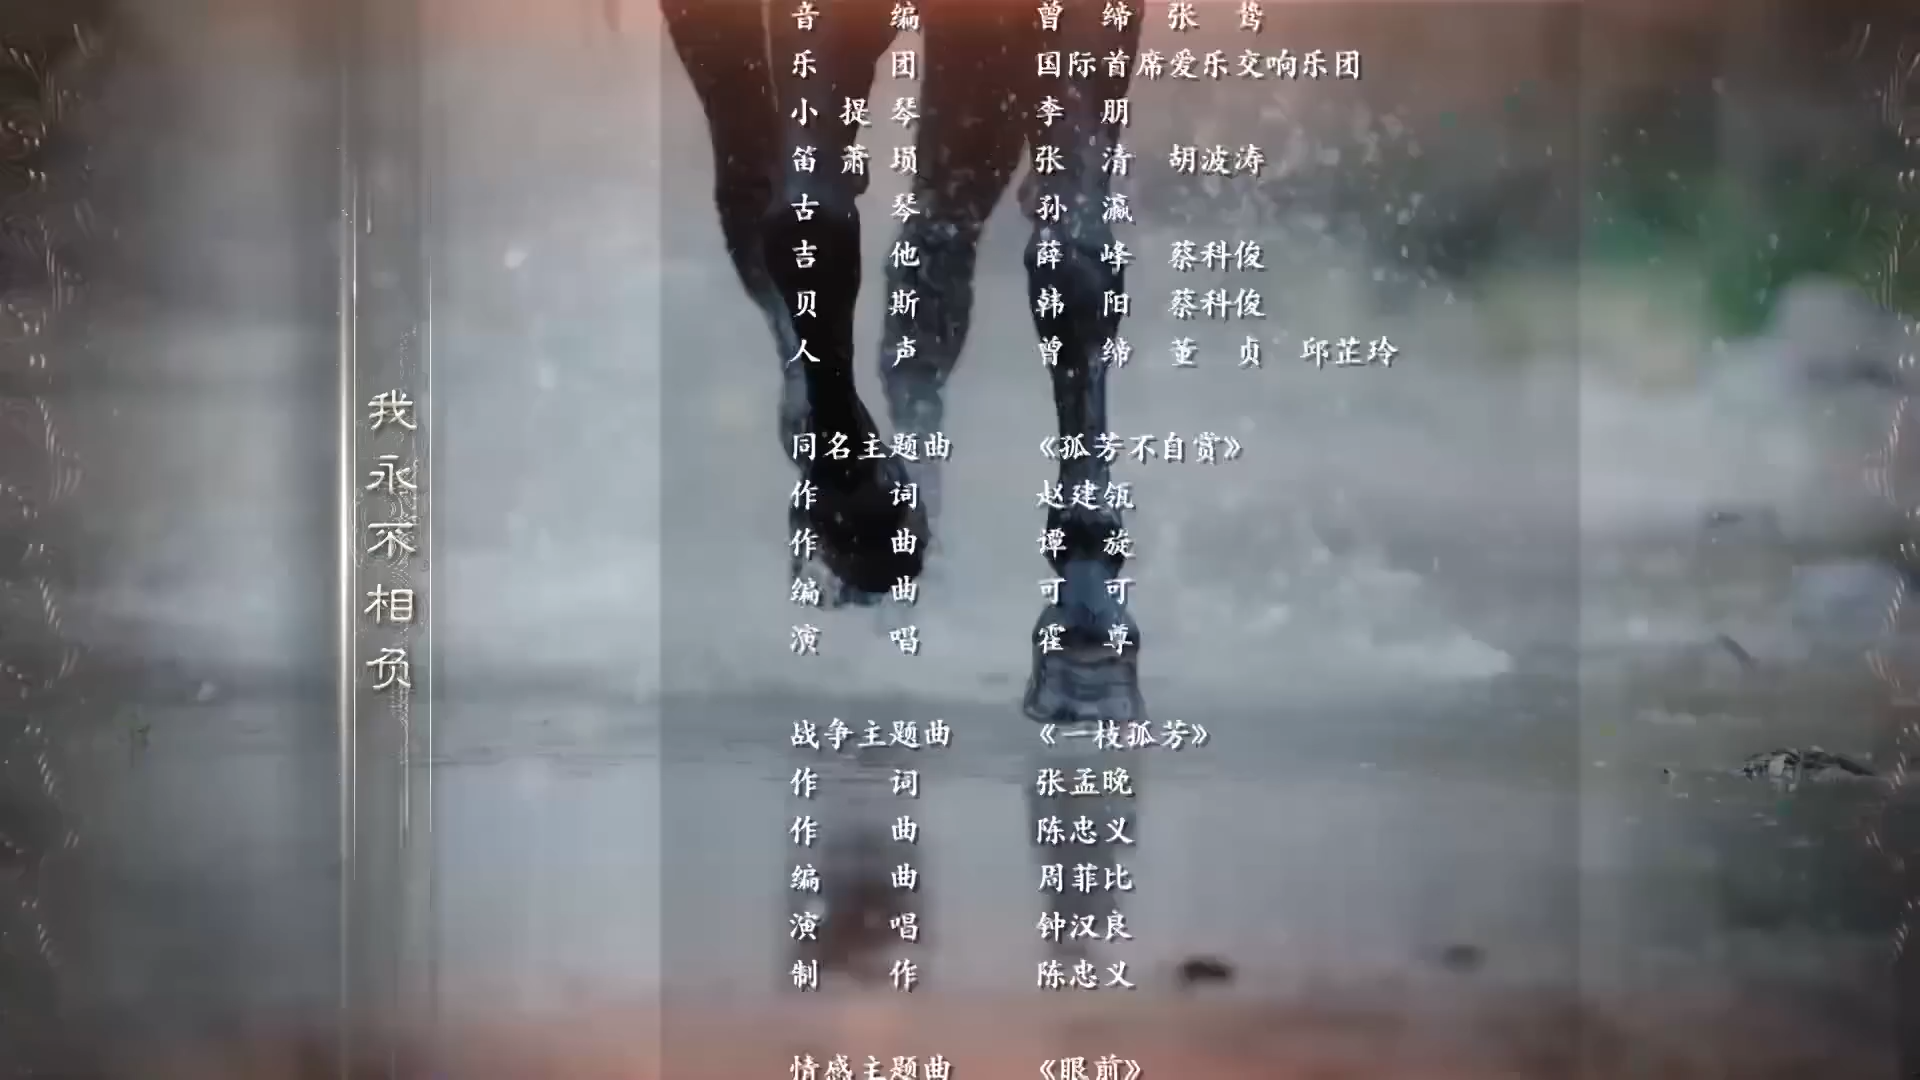 音编 曾缔 张鸷
乐团 国际首席爱乐交响乐团
小提琴 李朋
笛萧埙 张清 胡波涛
古琴 孙瀛
吉他 薛峰 蔡科俊
贝斯 韩阳 蔡科俊
人声 曾缔 董贞 邱芷玲
同名主题曲 《孤芳不自赏》
作词 赵建瓴
作曲 谭旋
编曲 可可
演唱 霍尊
战争主题曲 《一枝孤芳》
作词 张孟晚
作曲 陈忠义
编曲 周菲比
演唱 钟汉良
制作 陈忠义
情感主题曲 《眼前》
我永不相负